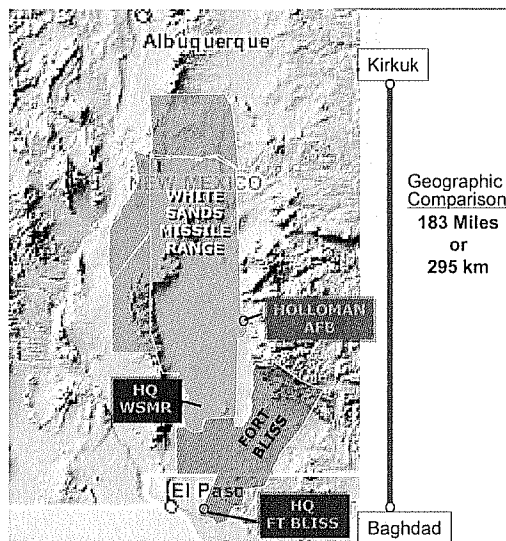 Albuquerque
Kirkuk
NEW MEXICO
WHITE
SANDS
MISSILE
RANGE
Geographic
Comparison
183 Miles
or
295 km
HOLLOMAN
AFB
HQ
WSMR
FORT
BLISS
El Paso
HQ
FT BLISS
Baghdad